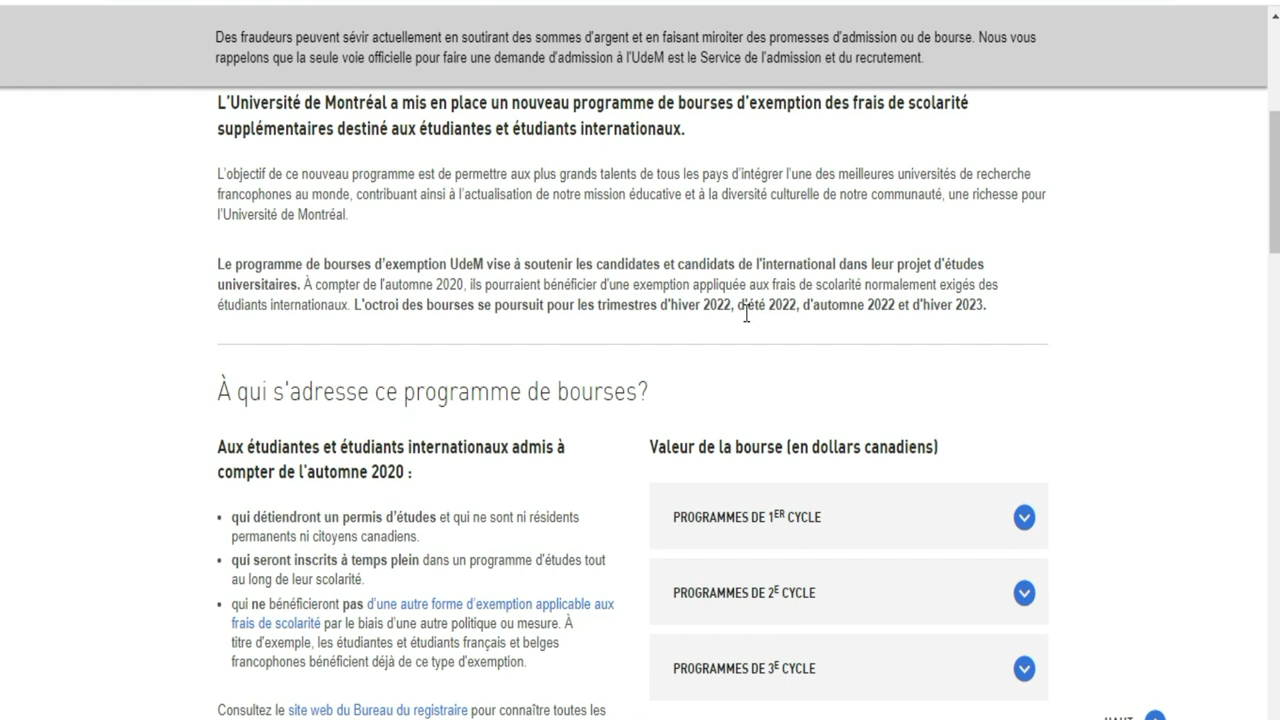 Des fraudeurs peuvent sévir actuellement en soutirant des sommes d'argent et en faisant miroiter des promesses d'admission ou de bourse. Nous vous
rappelons que la seule voie officielle pour faire une demande d'admission à l'UdeM est le Service de l'admission et du recrutement.
L'Université de Montréal a mis en place un nouveau programme de bourses d'exemption des frais de scolarité
supplémentaires destiné aux étudiantes et étudiants internationaux.
L'objectif de ce nouveau programme est de permettre aux plus grands talents de tous les pays d'intégrer l'une des meilleures universités de recherche
francophones au monde, contribuant ainsi à l'actualisation de notre mission éducative et à la diversité culturelle de notre communauté, une richesse pour
l'Université de Montréal.
Le programme de bourses d'exemption UdeM vise à soutenir les candidates et candidats de l'international dans leur projet d'études
universitaires. À compter de l'automne 2020, ils pourraient bénéficier d'une exemption appliquée aux frais de scolarité normalement exigés des
étudiants internationaux. L'octroi des bourses se poursuit pour les trimestres d'hiver 2022, d'été 2022, d'automne 2022 et d'hiver 2023.
À qui s'adresse ce programme de bourses?
Aux étudiantes et étudiants internationaux admis à
compter de l'automne 2020 :
• qui détiendront un permis d'études et qui ne sont ni résidents
permanents ni citoyens canadiens.
• qui seront inscrits à temps plein dans un programme d'études tout
au long de leur scolarité.
• qui ne bénéficieront pas d'une autre forme d'exemption applicable aux
frais de scolarité par le biais d'une autre politique ou mesure. À
titre d'exemple, les étudiantes et étudiants français et belges
francophones bénéficient déjà de ce type d'exemption.
Consultez le site web du Bureau du registraire pour connaître toutes les
Valeur de la bourse (en dollars canadiens)
PROGRAMMES DE 1ER CYCLE
PROGRAMMES DE 2E CYCLE
PROGRAMMES DE 3E CYCLE
HAUT